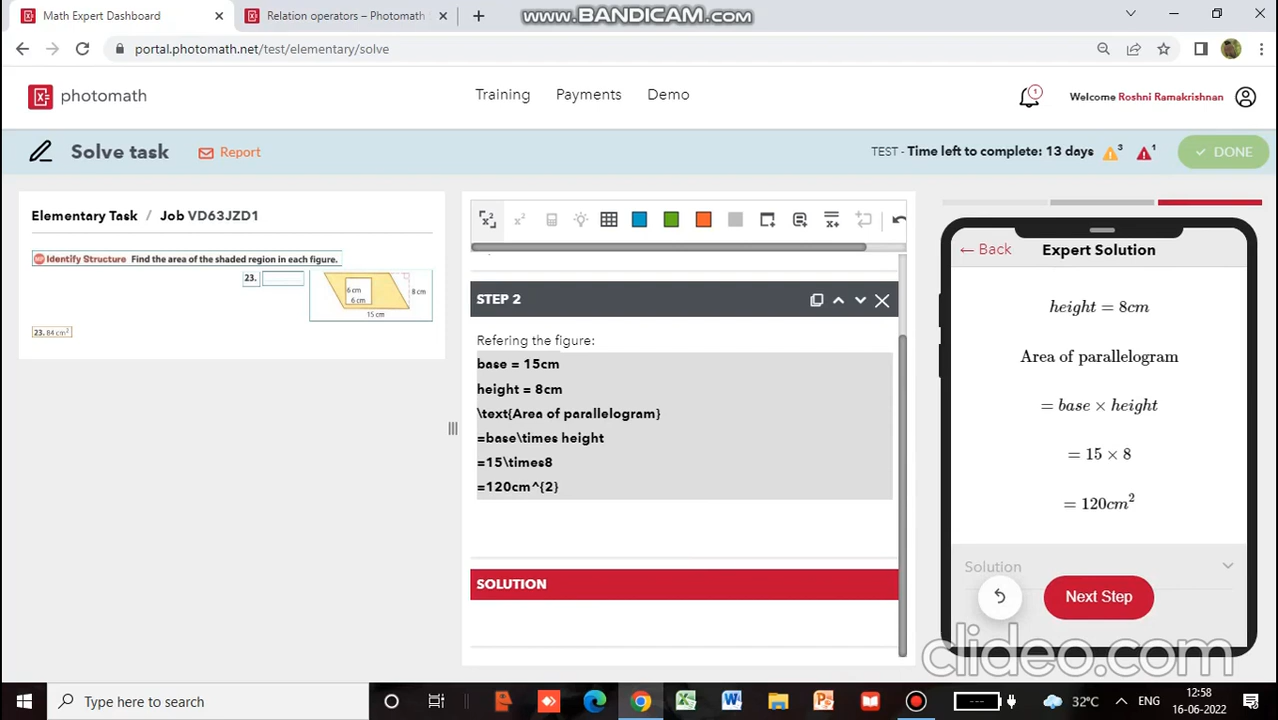 Math Expert Dashboard
Relation operators – Photomath
www.BANDICAM.com
portal.photomath.net/test/elementary/solve
photomath
Training
Payments
Demo
1
Welcome Roshni Ramakrishnan
Solve task
Report
TEST - Time left to complete: 13 days
3
1
DONE
Elementary Task / Job VD63JZD1
Identify Structure Find the area of the shaded region in each figure.
23.
6 cm
6 cm
8 cm
15 cm
23. 84 cm²
STEP 2
Refering the figure:
base = 15cm
height = 8cm
\text{Area of parallelogram}
=base\times height
=15\times8
=120cm^{2}
SOLUTION
← Back
Expert Solution
height = 8cm
Area of parallelogram
= base × height
= 15 × 8
= 120cm²
Solution
Next Step
clideo.com
Type here to search
32°C
ENG
12:58
16-06-2022